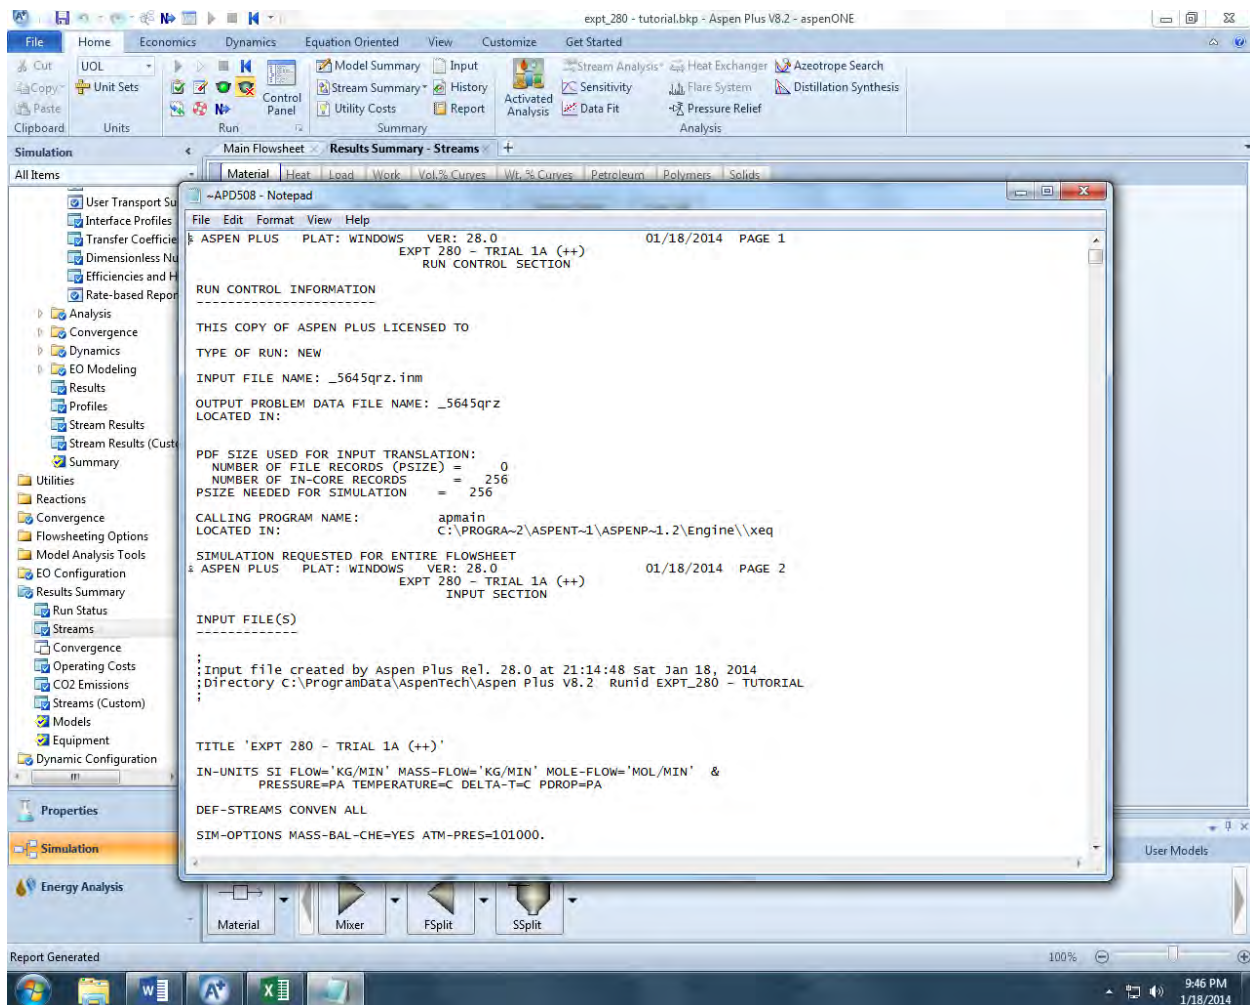 expt_280 - tutorial.bkp - Aspen Plus V8.2 - aspenONE
File Home Economics Dynamics Equation Oriented View Customize Get Started
Cut UOL Model Summary Input Stream Analysis Heat Exchanger Azeotrope Search
Copy Unit Sets Stream Summary History Sensitivity Flare System Distillation Synthesis
Paste Control Panel Utility Costs Report Activated Analysis Data Fit Pressure Relief
Clipboard Units Run Summary Analysis
Simulation Main Flowsheet Results Summary - Streams
All Items Material Heat Load Work Vol.% Curves Wt. % Curves Petroleum Polymers Solids
User Transport Su
Interface Profiles
Transfer Coefficie
Dimensionless Nu
Efficiencies and H
Rate-based Repor
Analysis
Convergence
Dynamics
EO Modeling
Results
Profiles
Stream Results
Stream Results (Custo
Summary
Utilities
Reactions
Convergence
Flowsheeting Options
Model Analysis Tools
EO Configuration
Results Summary
Run Status
Streams
Convergence
Operating Costs
CO2 Emissions
Streams (Custom)
Models
Equipment
Dynamic Configuration
Properties
Simulation
Energy Analysis
~APD508 - Notepad
File Edit Format View Help
ASPEN PLUS PLAT: WINDOWS VER: 28.0 01/18/2014 PAGE 1
EXPT 280 - TRIAL 1A (++)
RUN CONTROL SECTION
RUN CONTROL INFORMATION
-----------------------
THIS COPY OF ASPEN PLUS LICENSED TO
TYPE OF RUN: NEW
INPUT FILE NAME: _5645qrz.inm
OUTPUT PROBLEM DATA FILE NAME: _5645qrz
LOCATED IN:
PDF SIZE USED FOR INPUT TRANSLATION:
NUMBER OF FILE RECORDS (PSIZE) = 0
NUMBER OF IN-CORE RECORDS = 256
PSIZE NEEDED FOR SIMULATION = 256
CALLING PROGRAM NAME: apmain
LOCATED IN: C:\PROGRA~2\ASPENT~1\ASPENP~1.2\Engine\\xeq
SIMULATION REQUESTED FOR ENTIRE FLOWSHEET
ASPEN PLUS PLAT: WINDOWS VER: 28.0 01/18/2014 PAGE 2
EXPT 280 - TRIAL 1A (++)
INPUT SECTION
INPUT FILE(S)
-------------
;
;Input file created by Aspen Plus Rel. 28.0 at 21:14:48 Sat Jan 18, 2014
;Directory C:\ProgramData\AspenTech\Aspen Plus V8.2 Runid EXPT_280 - TUTORIAL
;
TITLE 'EXPT 280 - TRIAL 1A (++)'
IN-UNITS SI FLOW='KG/MIN' MASS-FLOW='KG/MIN' MOLE-FLOW='MOL/MIN' &
PRESSURE=PA TEMPERATURE=C DELTA-T=C PDROP=PA
DEF-STREAMS CONVEN ALL
SIM-OPTIONS MASS-BAL-CHE=YES ATM-PRES=101000.
User Models
Material Mixer FSplit SSplit
Report Generated 100%
9:46 PM
1/18/2014